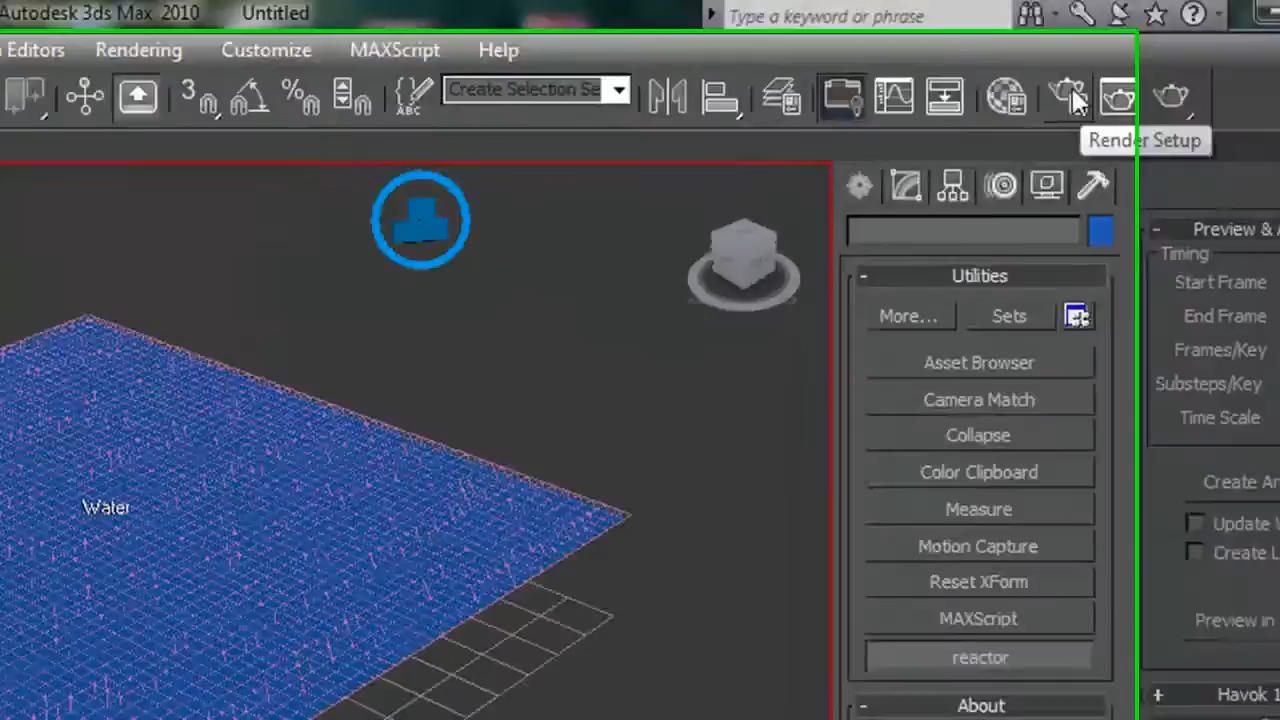 Autodesk 3ds Max 2010 Untitled
Type a keyword or phrase
Editors Rendering Customize MAXScript Help
3 % ABC Create Selection Se
Render Setup
Preview &
Timing
Utilities
Start Frame
More... Sets
End Frame
Frames/Key
Asset Browser
Substeps/Key
Camera Match
Time Scale
Collapse
Color Clipboard
Create
Water
Measure
Update
Motion Capture
Create
Reset XForm
MAXScript
Preview in
reactor
About
Havok 1